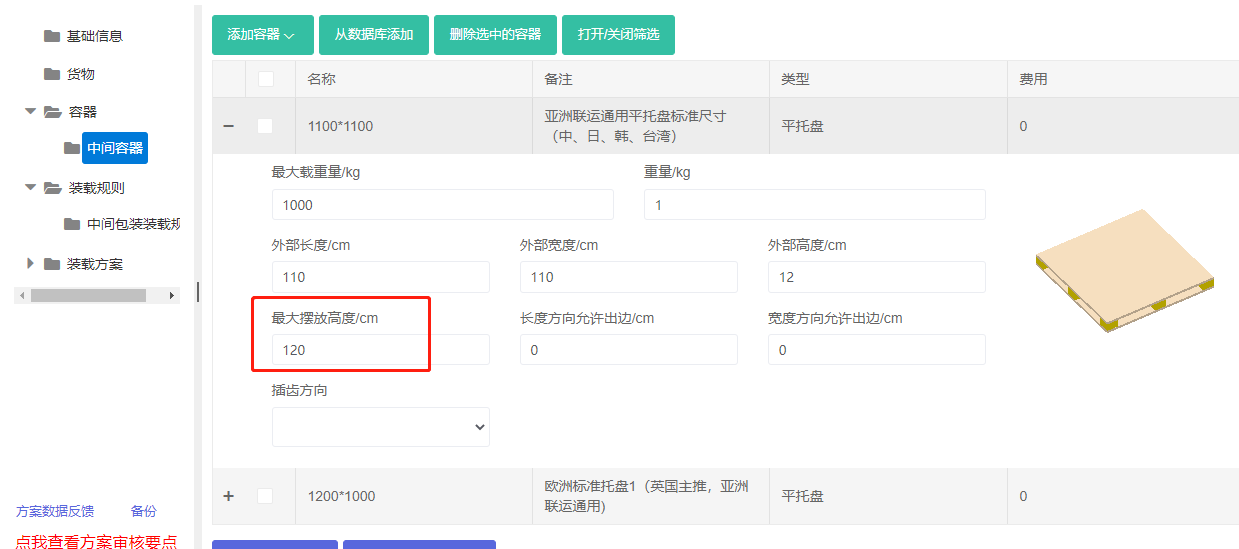 基础信息
货物
容器
中间容器
装载规则
中间包装装载规
装载方案
方案数据反馈
备份
点我查看方案审核要点
添加容器
从数据库添加
删除选中的容器
打开/关闭筛选
名称
备注
类型
费用
1100*1100
亚洲联运通用平托盘标准尺寸
（中、日、韩、台湾）
平托盘
0
最大载重量/kg
重量/kg
1000
1
外部长度/cm
外部宽度/cm
外部高度/cm
110
110
12
最大摆放高度/cm
长度方向允许出边/cm
宽度方向允许出边/cm
120
0
0
插齿方向
1200*1000
欧洲标准托盘1（英国主推，亚洲
联运通用)
平托盘
0